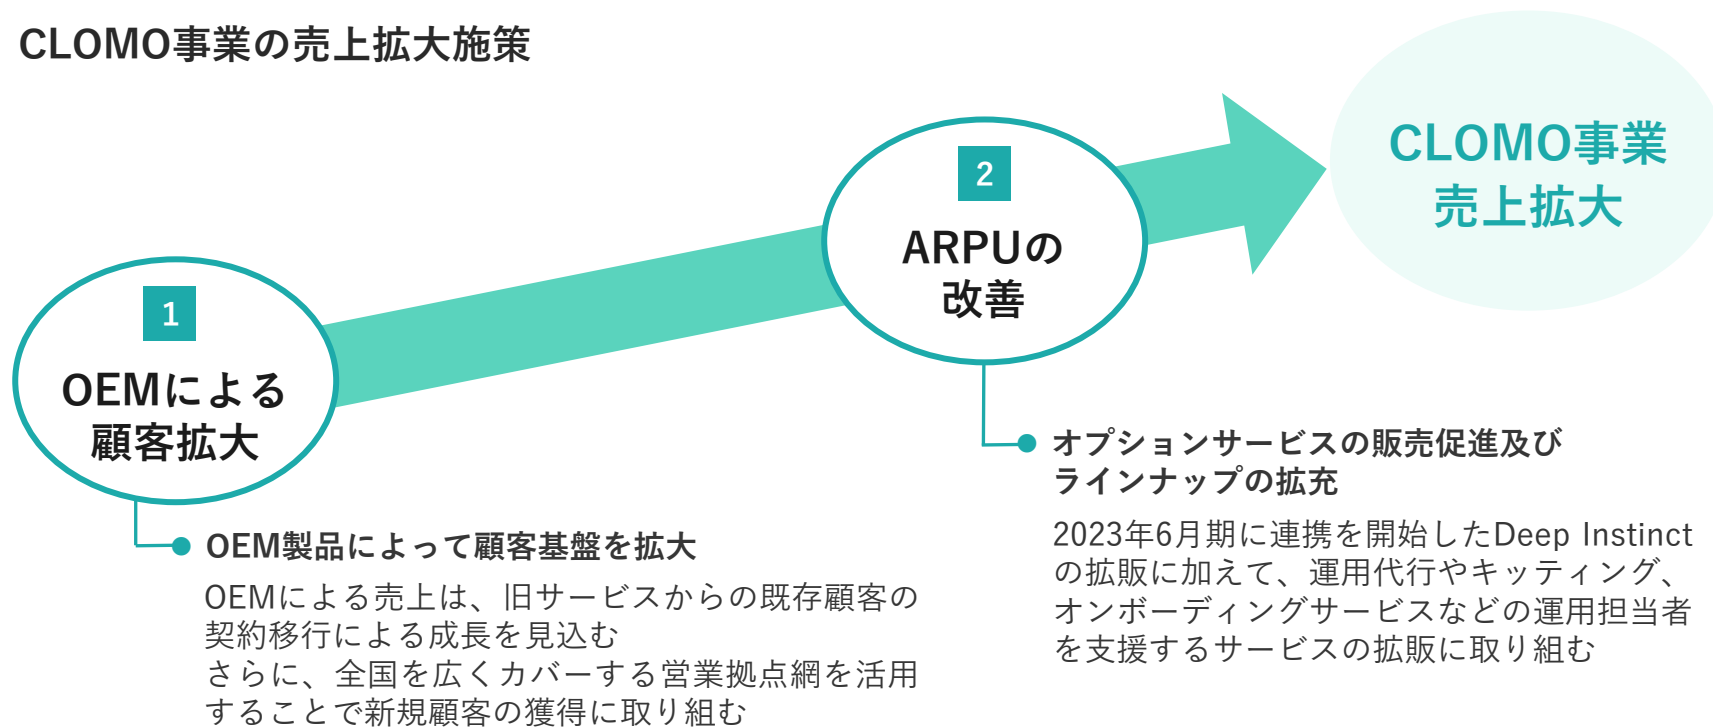 CLOMO事業の売上拡大施策
CLOMO事業
売上拡大
2
ARPUの
改善
1
OEMによる
顧客拡大
オプションサービスの販売促進及び
ラインナップの拡充
2023年6月期に連携を開始したDeep Instinct
の拡販に加えて、運用代行やキッティング、
オンボーディングサービスなどの運用担当者
を支援するサービスの拡販に取り組む
OEM製品によって顧客基盤を拡大
OEMによる売上は、旧サービスからの既存顧客の
契約移行による成長を見込む
さらに、全国を広くカバーする営業拠点網を活用
することで新規顧客の獲得に取り組む